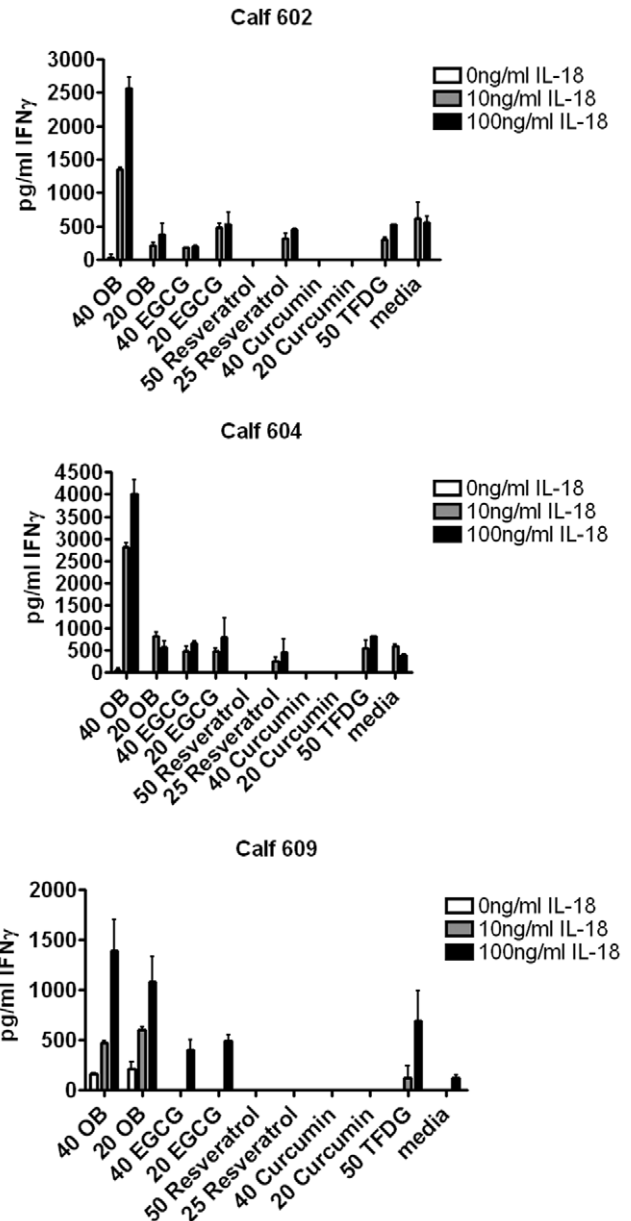 Calf 602
3000
2500
2000
1500
1000
500
0
pg/ml IFNγ
0ng/ml IL-18
10ng/ml IL-18
100ng/ml IL-18
40 OB
20 OB
40 EGCG
20 EGCG
50 Resveratrol
25 Resveratrol
40 Curcumin
20 Curcumin
50 TFDG
media
Calf 604
4500
4000
3500
3000
2500
2000
1500
1000
500
0
pg/ml IFNγ
0ng/ml IL-18
10ng/ml IL-18
100ng/ml IL-18
40 OB
20 OB
40 EGCG
20 EGCG
50 Resveratrol
25 Resveratrol
40 Curcumin
20 Curcumin
50 TFDG
media
Calf 609
2000
1500
1000
500
0
pg/ml IFNγ
0ng/ml IL-18
10ng/ml IL-18
100ng/ml IL-18
40 OB
20 OB
40 EGCG
20 EGCG
50 Resveratrol
25 Resveratrol
40 Curcumin
20 Curcumin
50 TFDG
media